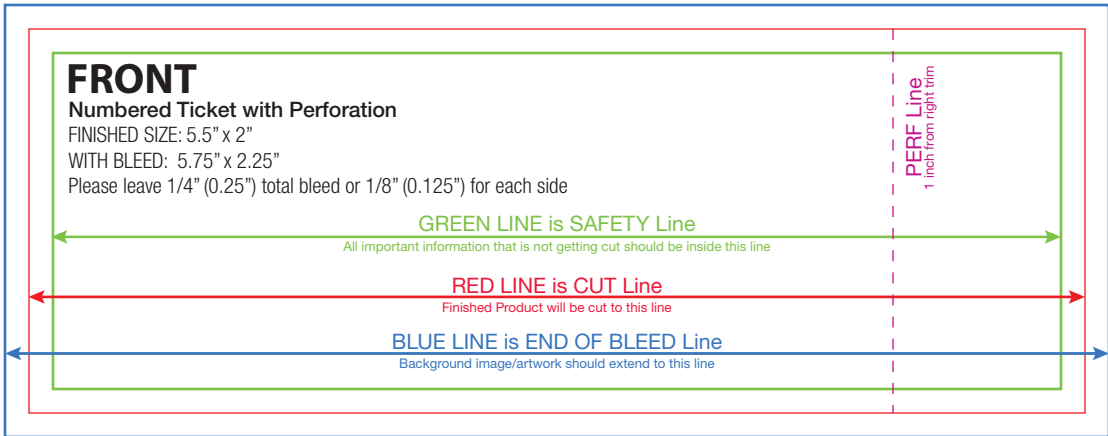 FRONT
Numbered Ticket with Perforation
FINISHED SIZE: 5.5” x 2”
WITH BLEED: 5.75” x 2.25”
Please leave 1/4” (0.25”) total bleed or 1/8” (0.125”) for each side
PERF Line
1 inch from right trim
GREEN LINE is SAFETY Line
All important information that is not getting cut should be inside this line
RED LINE is CUT Line
Finished Product will be cut to this line
BLUE LINE is END OF BLEED Line
Background image/artwork should extend to this line